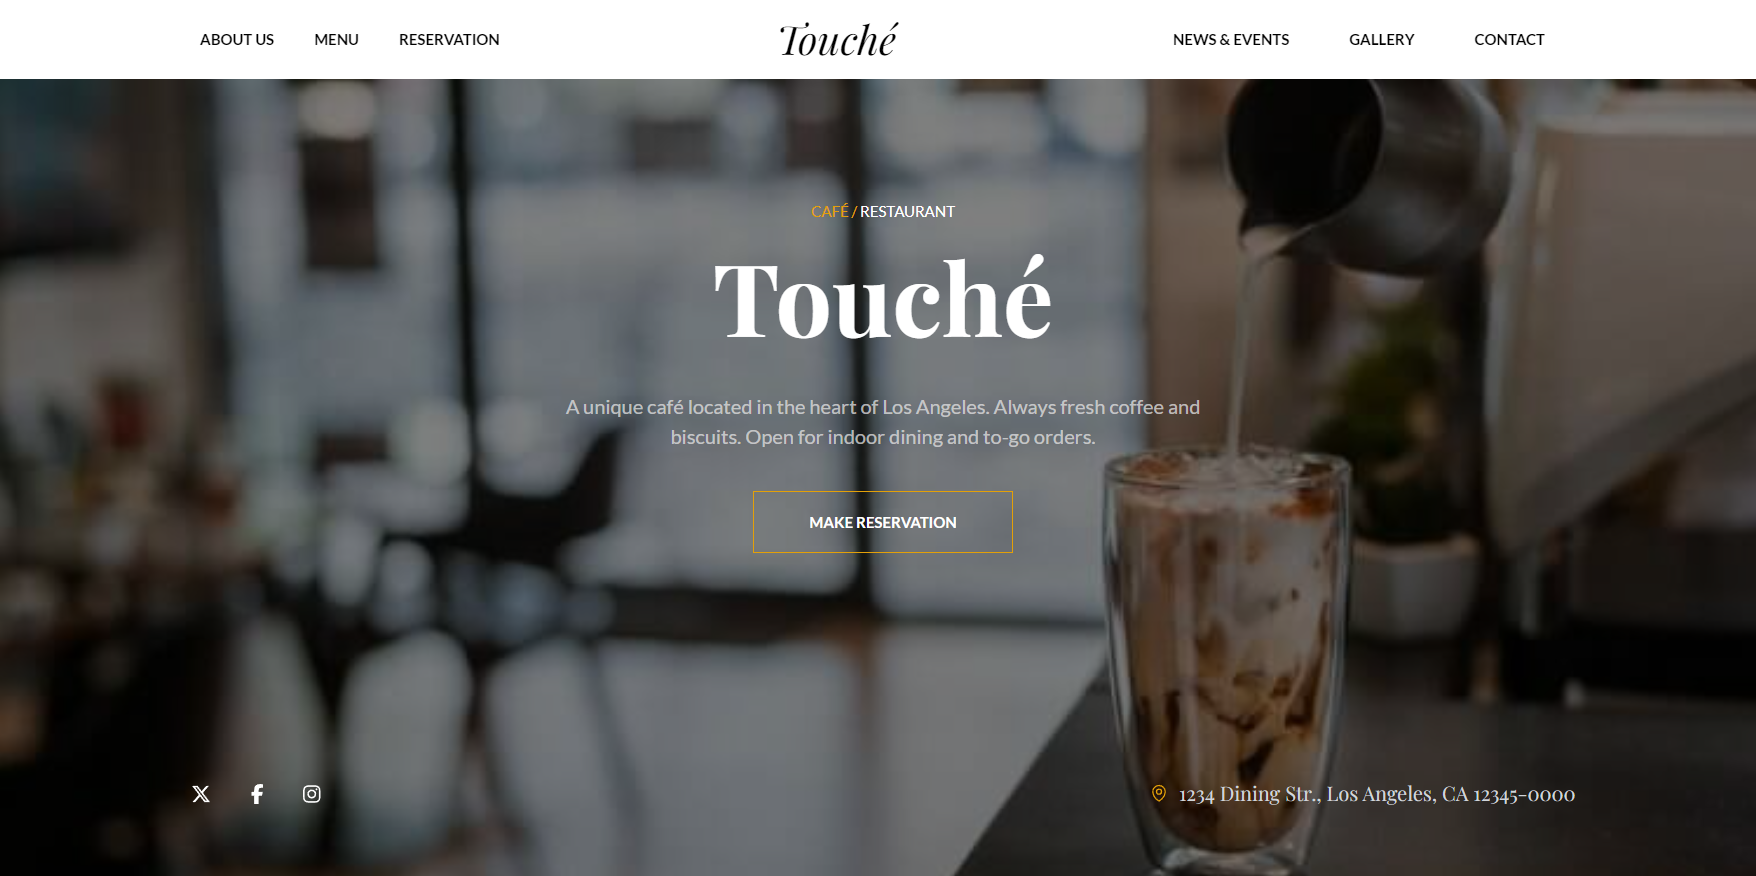 ABOUT US MENU RESERVATION Touché NEWS & EVENTS GALLERY CONTACT
CAFÉ / RESTAURANT
Touché
A unique café located in the heart of Los Angeles. Always fresh coffee and
biscuits. Open for indoor dining and to-go orders.
MAKE RESERVATION
1234 Dining Str., Los Angeles, CA 12345-0000